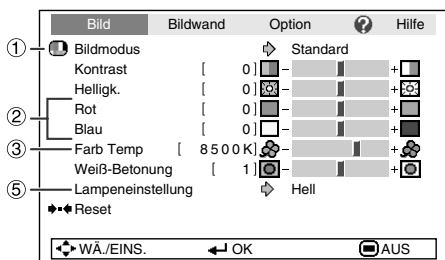 Bild Bildwand Option ? Hilfe
① Bildmodus Standard
Kontrast [ 0 ] - +
Helligk. [ 0 ] - +
② Rot [ 0 ] - +
Blau [ 0 ] - +
③ Farb Temp [ 8500K ] - +
Weiß-Betonung [ 1 ] - +
⑤ Lampeneinstellung Hell
Reset
WÄ./EINS. OK AUS